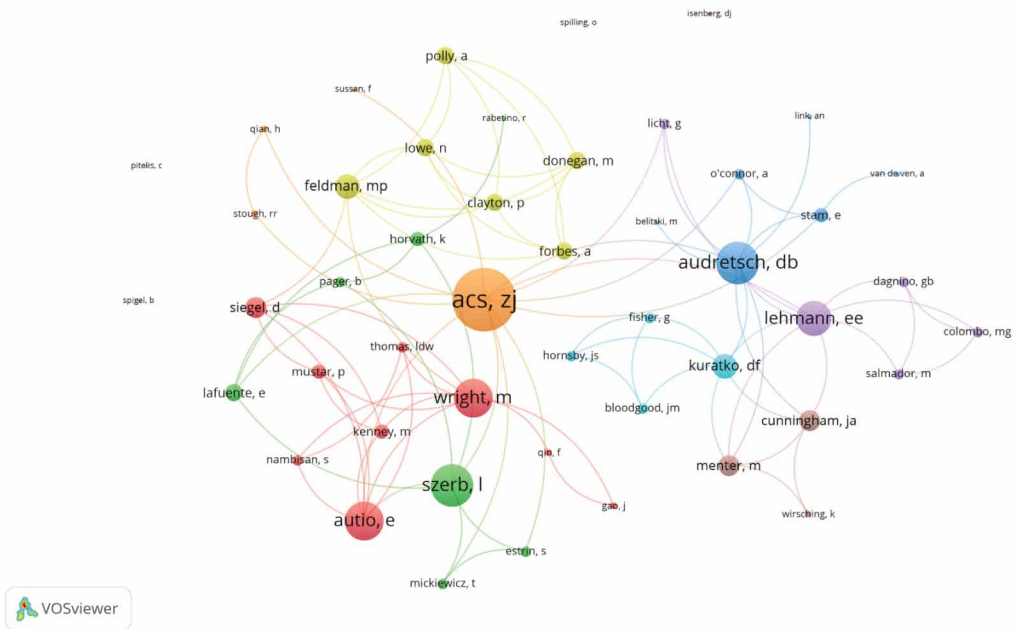 isenberg, dj
spilling, o
polly, a
sussan, f
rabetino, r
link, an
licht, g
qian, h
lowe, n
donegan, m
pitelis, c
o'connor, a
van de ven, a
feldman, mp
clayton, p
stough, rr
belitski, m
stam, e
horvath, k
forbes, a
audretsch, db
pager, b
dagnino, gb
spigel, b
acs, zj
siegel, d
fisher, g
lehmann, ee
colombo, mg
thomas, ldw
hornsby, js
mustar, p
kuratko, df
salmador, m
lafuente, e
wright, m
bloodgood, jm
cunningham, ja
kenney, m
qin, f
nambisan, s
menter, m
szerb, l
gao, j
wirsching, k
autio, e
estrin, s
mickiewicz, t
VOSviewer